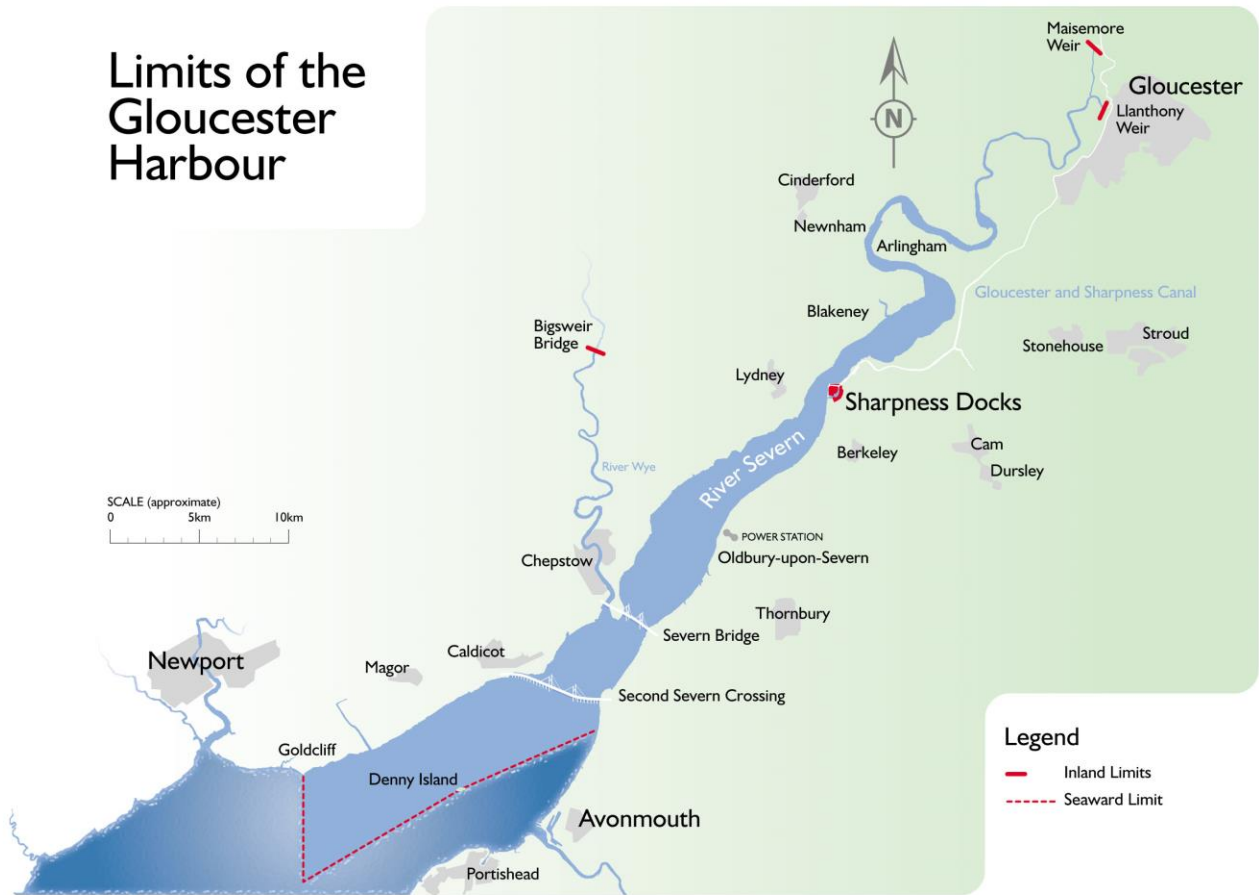 Limits of the
Gloucester
Harbour
Maisemore
Weir
Gloucester
Llanthony
Weir
N
Cinderford
Newnham
Arlingham
Gloucester and Sharpness Canal
Blakeney
Bigsweir
Bridge
Stonehouse
Stroud
Lydney
Sharpness Docks
River Severn
Berkeley
Cam
Dursley
River Wye
SCALE (approximate)
0 5km 10km
POWER STATION
Oldbury-upon-Severn
Chepstow
Thornbury
Severn Bridge
Caldicot
Newport
Magor
Second Severn Crossing
Goldcliff
Denny Island
Avonmouth
Portishead
Legend
Inland Limits
Seaward Limit